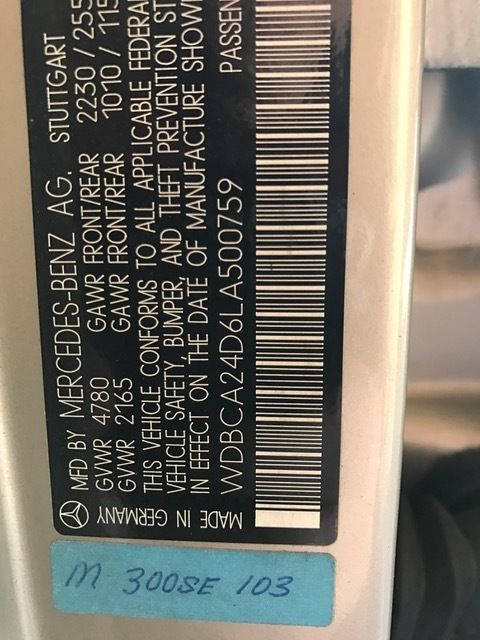 MFD BY MERCEDES-BENZ AG. STUTTGART
GVWR 4780 GAWR FRONT/REAR 2230 / 255
GVWR 2165 GAWR FRONT/REAR 1010 / 115
THIS VEHICLE CONFORMS TO ALL APPLICABLE FEDERA
VEHICLE SAFETY, BUMPER, AND THEFT PREVENTION ST
IN EFFECT ON THE DATE OF MANUFACTURE SHOW
WDBCA24D6LA500759 PASSEN
MADE IN GERMANY
M 300SE 103